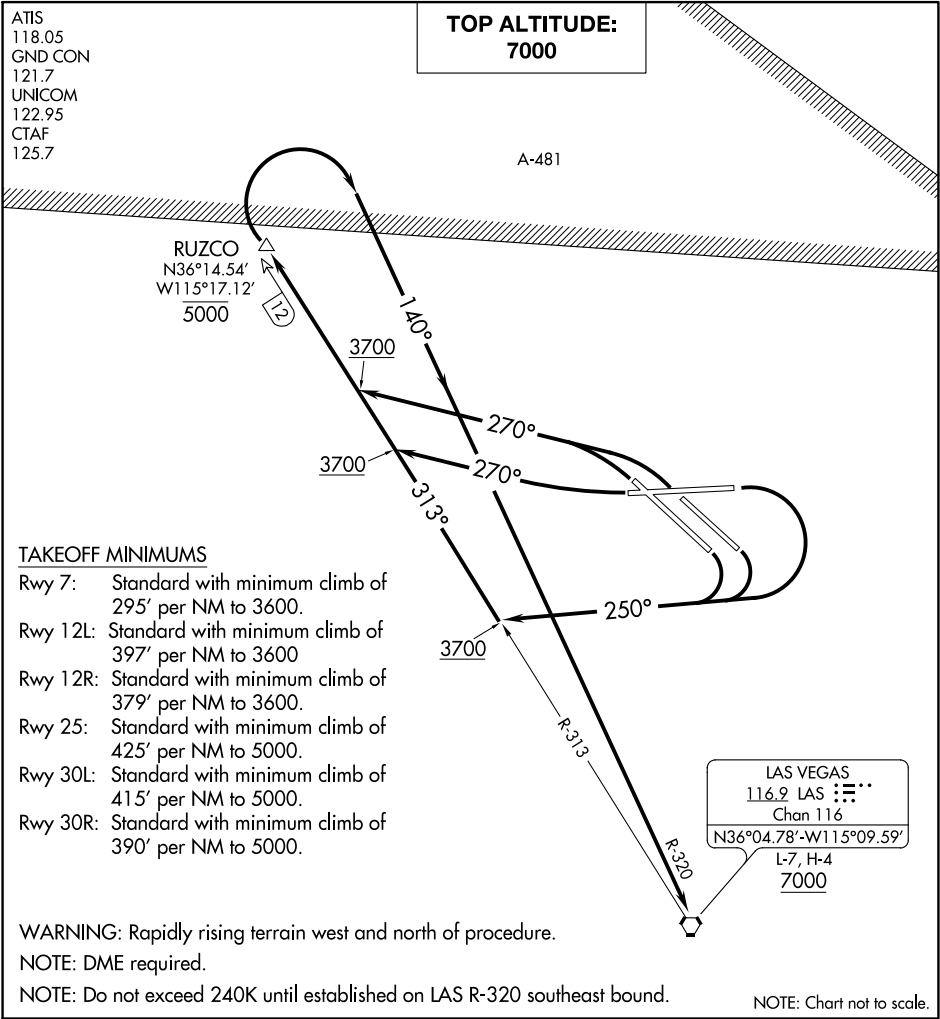 ATIS
118.05
GND CON
121.7
UNICOM
122.95
CTAF
125.7
TOP ALTITUDE:
7000
A-481
RUZCO
N36°14.54′
W115°17.12′
5000
12
140°
3700
270°
3700
270°
313°
250°
3700
TAKEOFF MINIMUMS
Rwy 7: Standard with minimum climb of
295′ per NM to 3600.
Rwy 12L: Standard with minimum climb of
397′ per NM to 3600
Rwy 12R: Standard with minimum climb of
379′ per NM to 3600.
Rwy 25: Standard with minimum climb of
425′ per NM to 5000.
Rwy 30L: Standard with minimum climb of
415′ per NM to 5000.
Rwy 30R: Standard with minimum climb of
390′ per NM to 5000.
R-313
R-320
LAS VEGAS
116.9 LAS
Chan 116
N36°04.78′-W115°09.59′
L-7, H-4
7000
WARNING: Rapidly rising terrain west and north of procedure.
NOTE: DME required.
NOTE: Do not exceed 240K until established on LAS R-320 southeast bound.
NOTE: Chart not to scale.